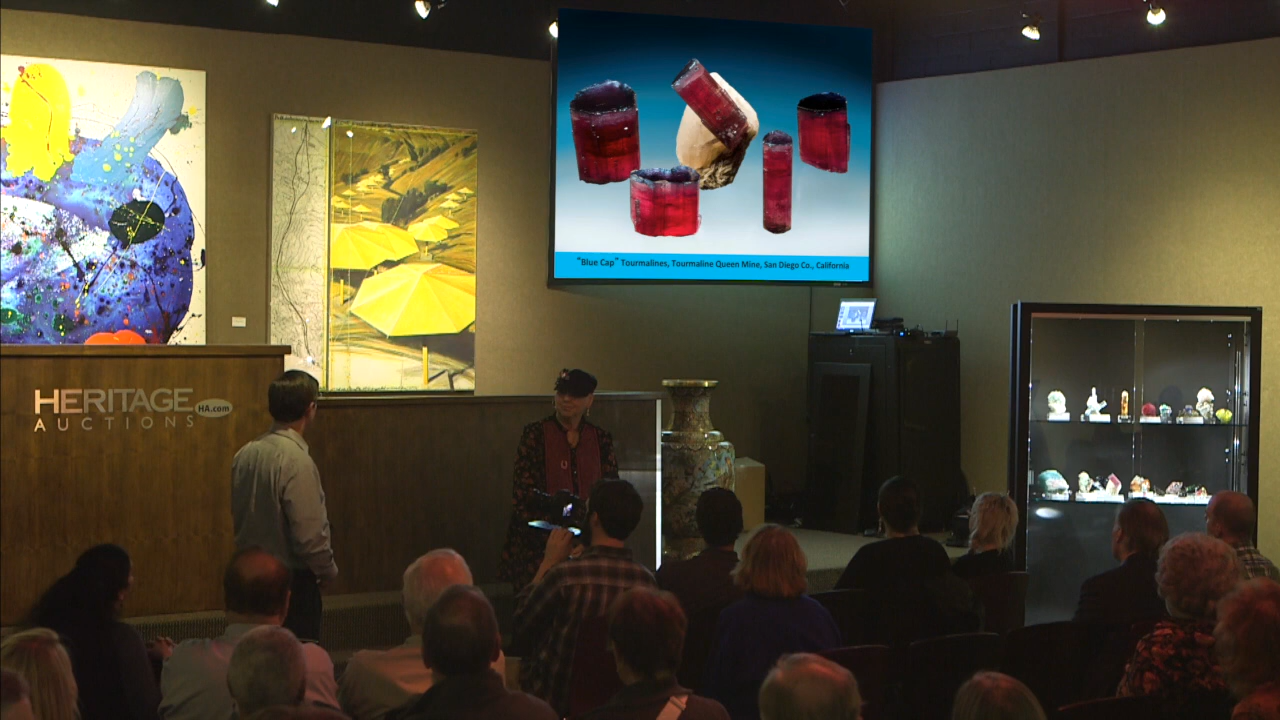 "Blue Cap" Tourmalines, Tourmaline Queen Mine, San Diego Co., California
HERITAGE
HA.com
AUCTIONS